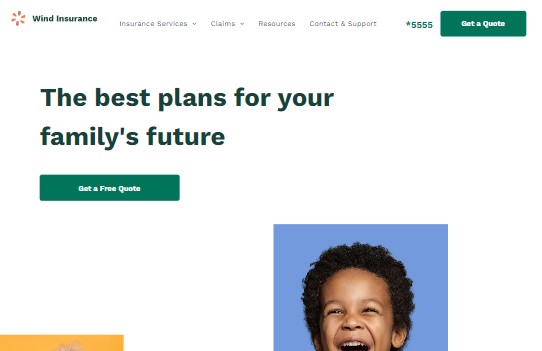 Wind Insurance
Insurance Services Claims Resources Contact & Support *5555 Get a Quote
The best plans for your
family's future
Get a Free Quote